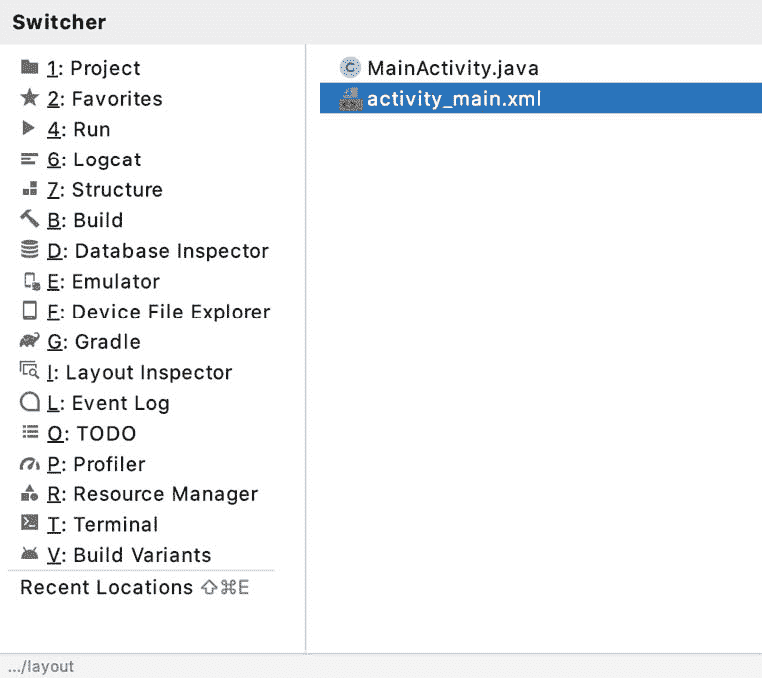 Switcher
1: Project
2: Favorites
4: Run
6: Logcat
7: Structure
B: Build
D: Database Inspector
E: Emulator
F: Device File Explorer
G: Gradle
I: Layout Inspector
L: Event Log
O: TODO
P: Profiler
R: Resource Manager
T: Terminal
V: Build Variants
Recent Locations ⇧⌘E
MainActivity.java
activity_main.xml
.../layout